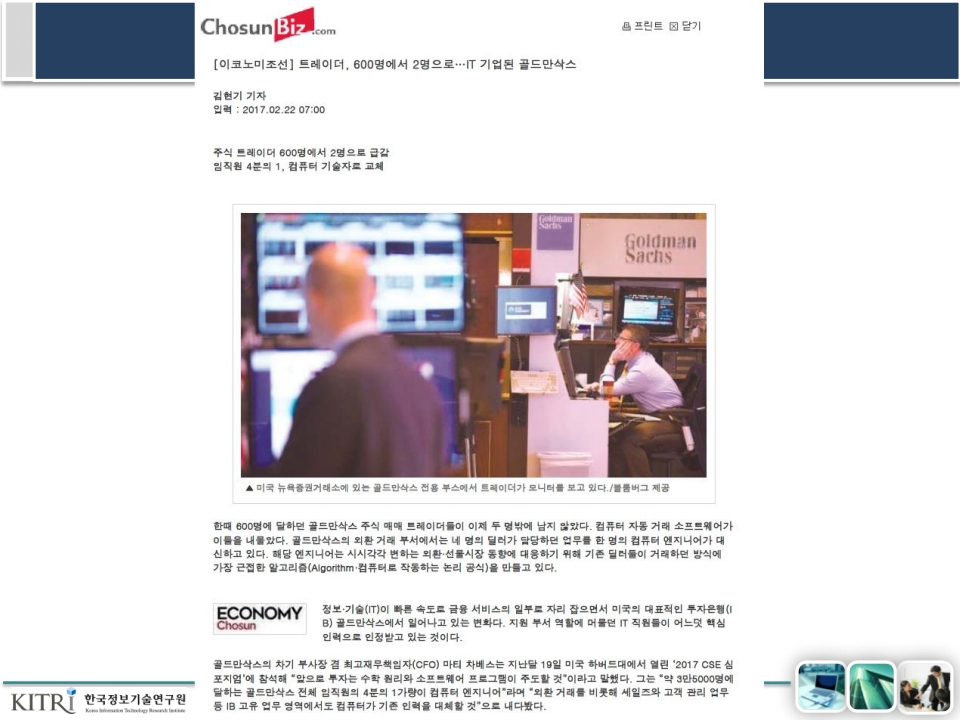 ChosunBiz.com
프린트 닫기
[이코노미조선] 트레이더, 600명에서 2명으로…IT 기업된 골드만삭스
김현기 기자
입력 : 2017.02.22 07:00
주식 트레이더 600명에서 2명으로 급감
임직원 4분의 1, 컴퓨터 기술자로 교체
Goldman
Sachs
Goldman
Sachs
▲ 미국 뉴욕증권거래소에 있는 골드만삭스 전용 부스에서 트레이더가 모니터를 보고 있다./블룸버그 제공
한때 600명에 달하던 골드만삭스 주식 매매 트레이더들이 이제 두 명밖에 남지 않았다. 컴퓨터 자동 거래 소프트웨어가
이들을 내몰았다. 골드만삭스의 외환 거래 부서에서는 네 명의 딜러가 담당하던 업무를 한 명의 컴퓨터 엔지니어가 대
신하고 있다. 해당 엔지니어는 시시각각 변하는 외환·선물시장 동향에 대응하기 위해 기존 딜러들이 거래하던 방식에
가장 근접한 알고리즘(Algorithm·컴퓨터로 작동하는 논리 공식)을 만들고 있다.
ECONOMY
Chosun
정보·기술(IT)이 빠른 속도로 금융 서비스의 일부로 자리 잡으면서 미국의 대표적인 투자은행(I
B) 골드만삭스에서 일어나고 있는 변화다. 지원 부서 역할에 머물던 IT 직원들이 어느덧 핵심
인력으로 인정받고 있는 것이다.
골드만삭스의 차기 부사장 겸 최고재무책임자(CFO) 마티 차베스는 지난달 19일 미국 하버드대에서 열린 ‘2017 CSE 심
포지엄’에 참석해 “앞으로 투자는 수학 원리와 소프트웨어 프로그램이 주도할 것”이라고 말했다. 그는 “약 3만5000명에
달하는 골드만삭스 전체 임직원의 4분의 1가량이 컴퓨터 엔지니어”라며 “외환 거래를 비롯해 세일즈와 고객 관리 업무
등 IB 고유 업무 영역에서도 컴퓨터가 기존 인력을 대체할 것”으로 내다봤다.
KITRI 한국정보기술연구원
Korea Information Technology Research Institute